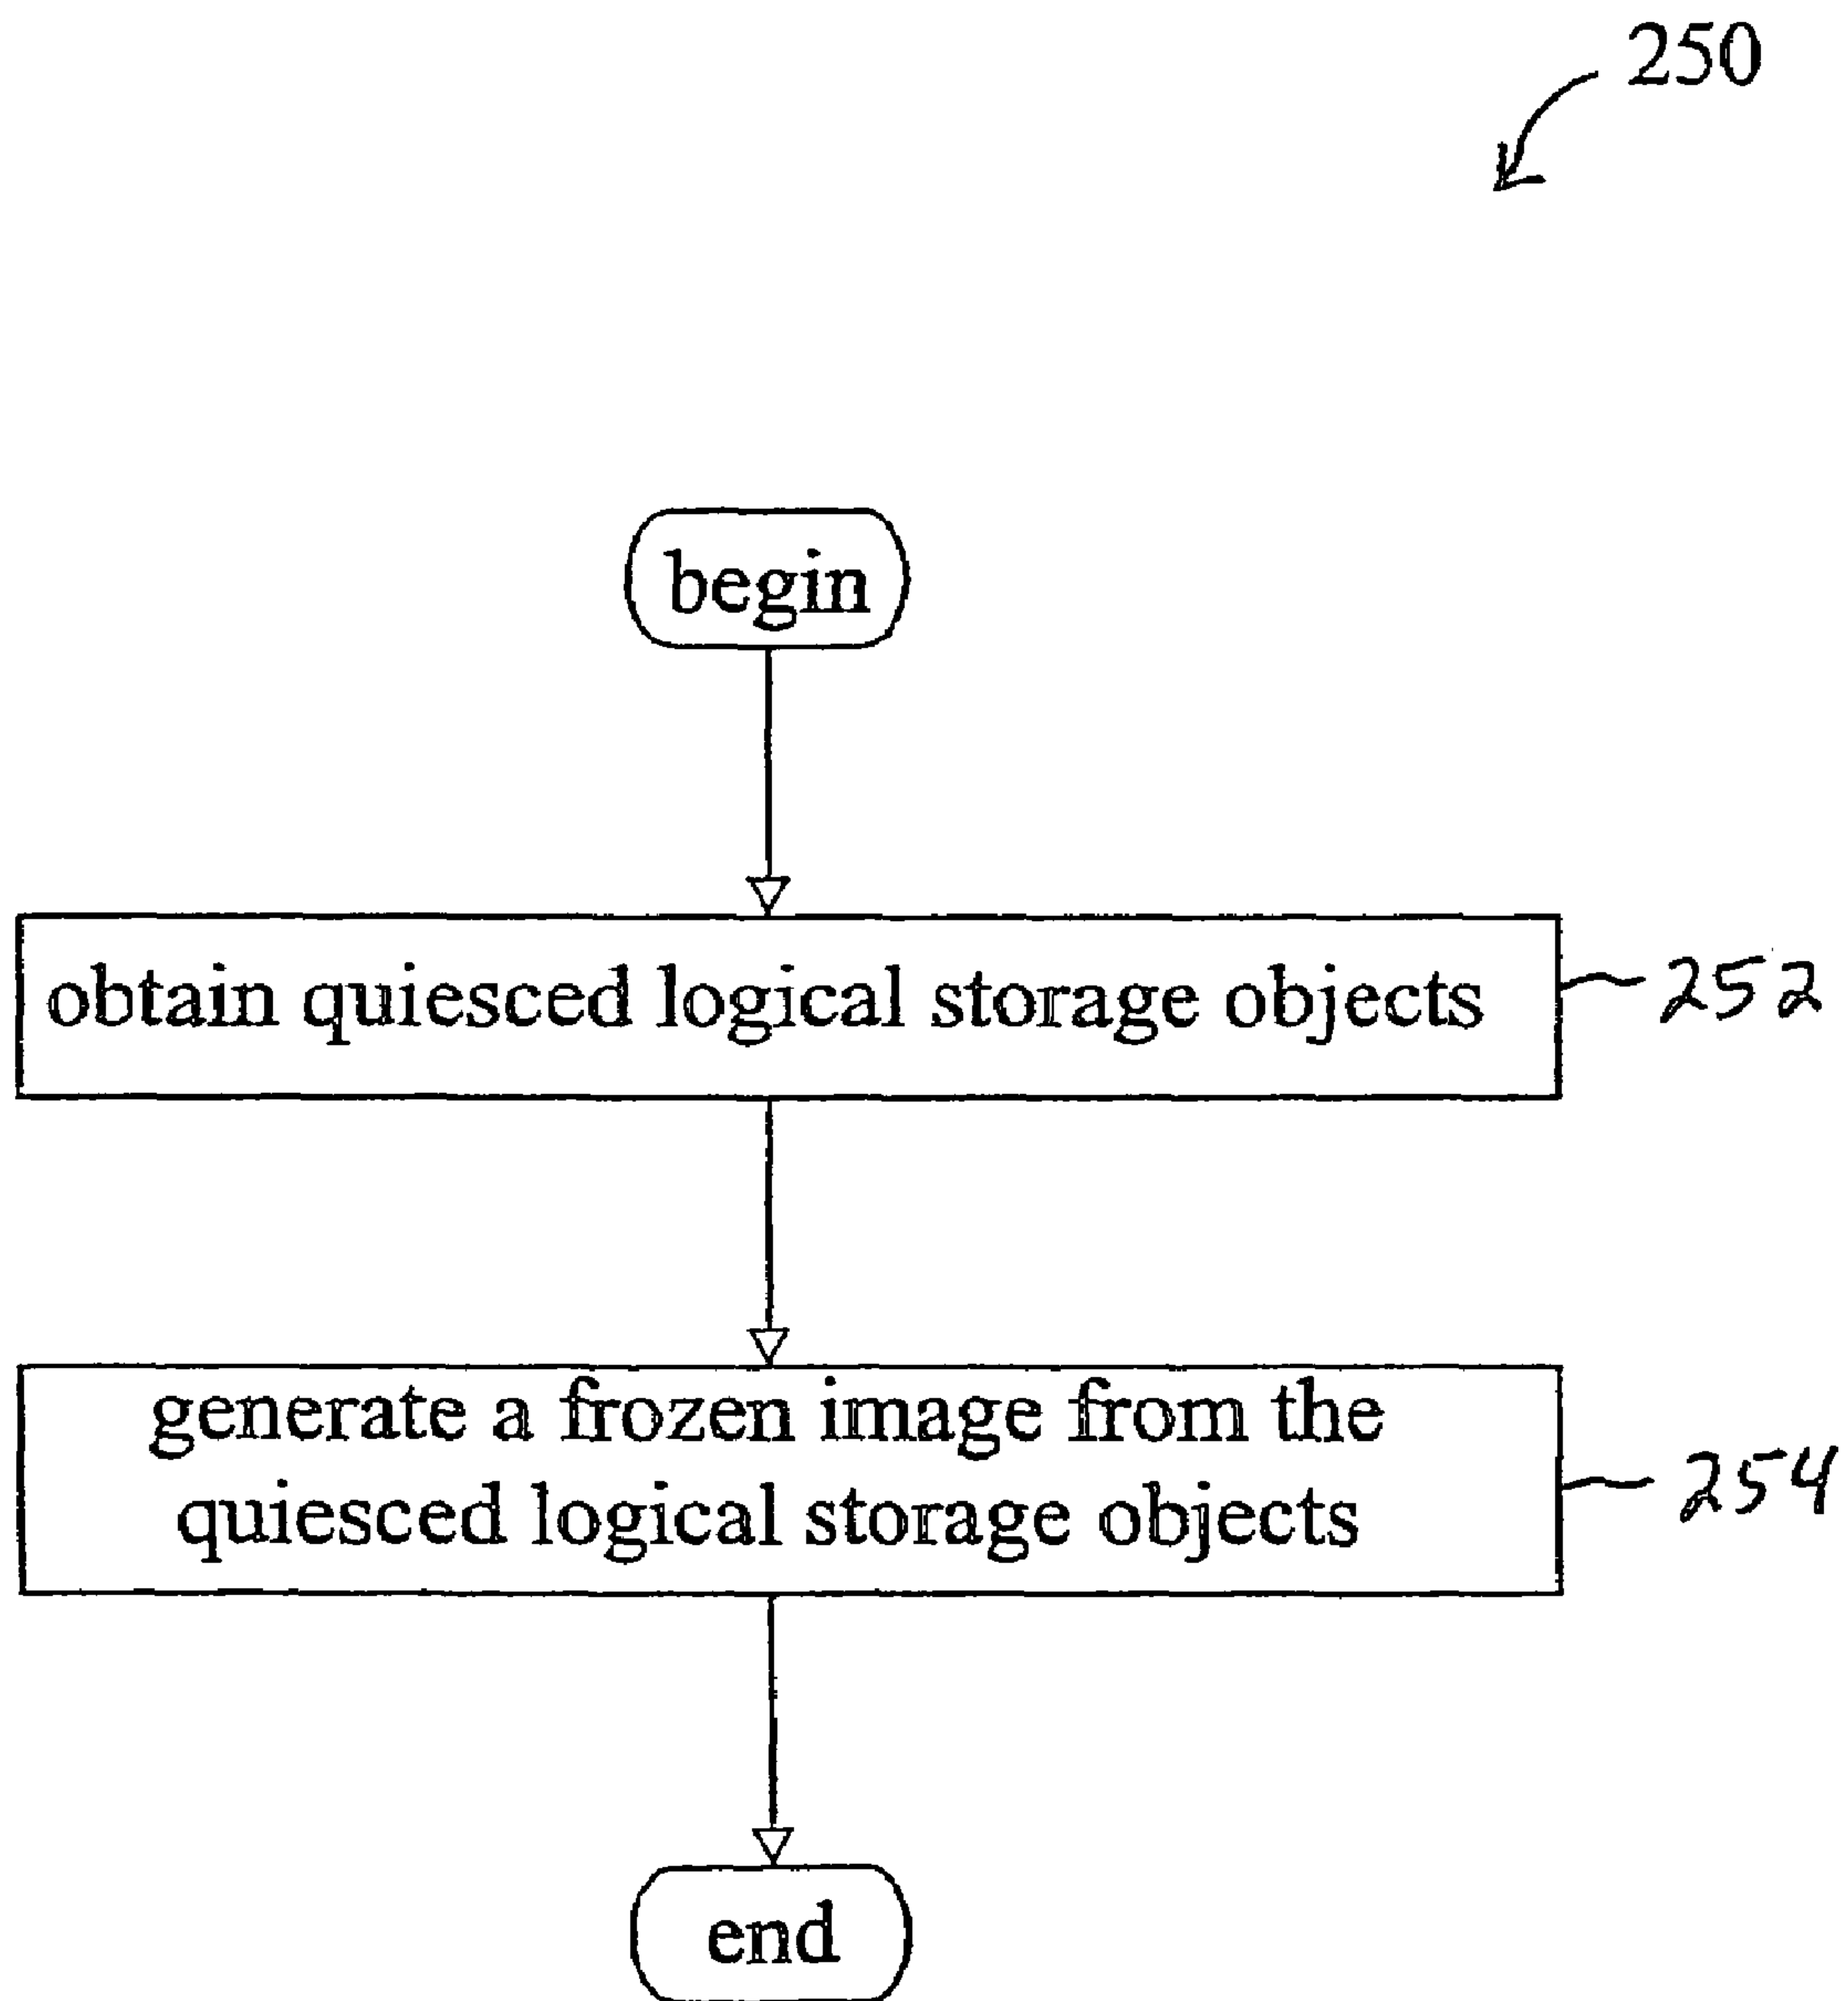 250
begin
obtain quiesced logical storage objects
252
generate a frozen image from the
quiesced logical storage objects
254
end